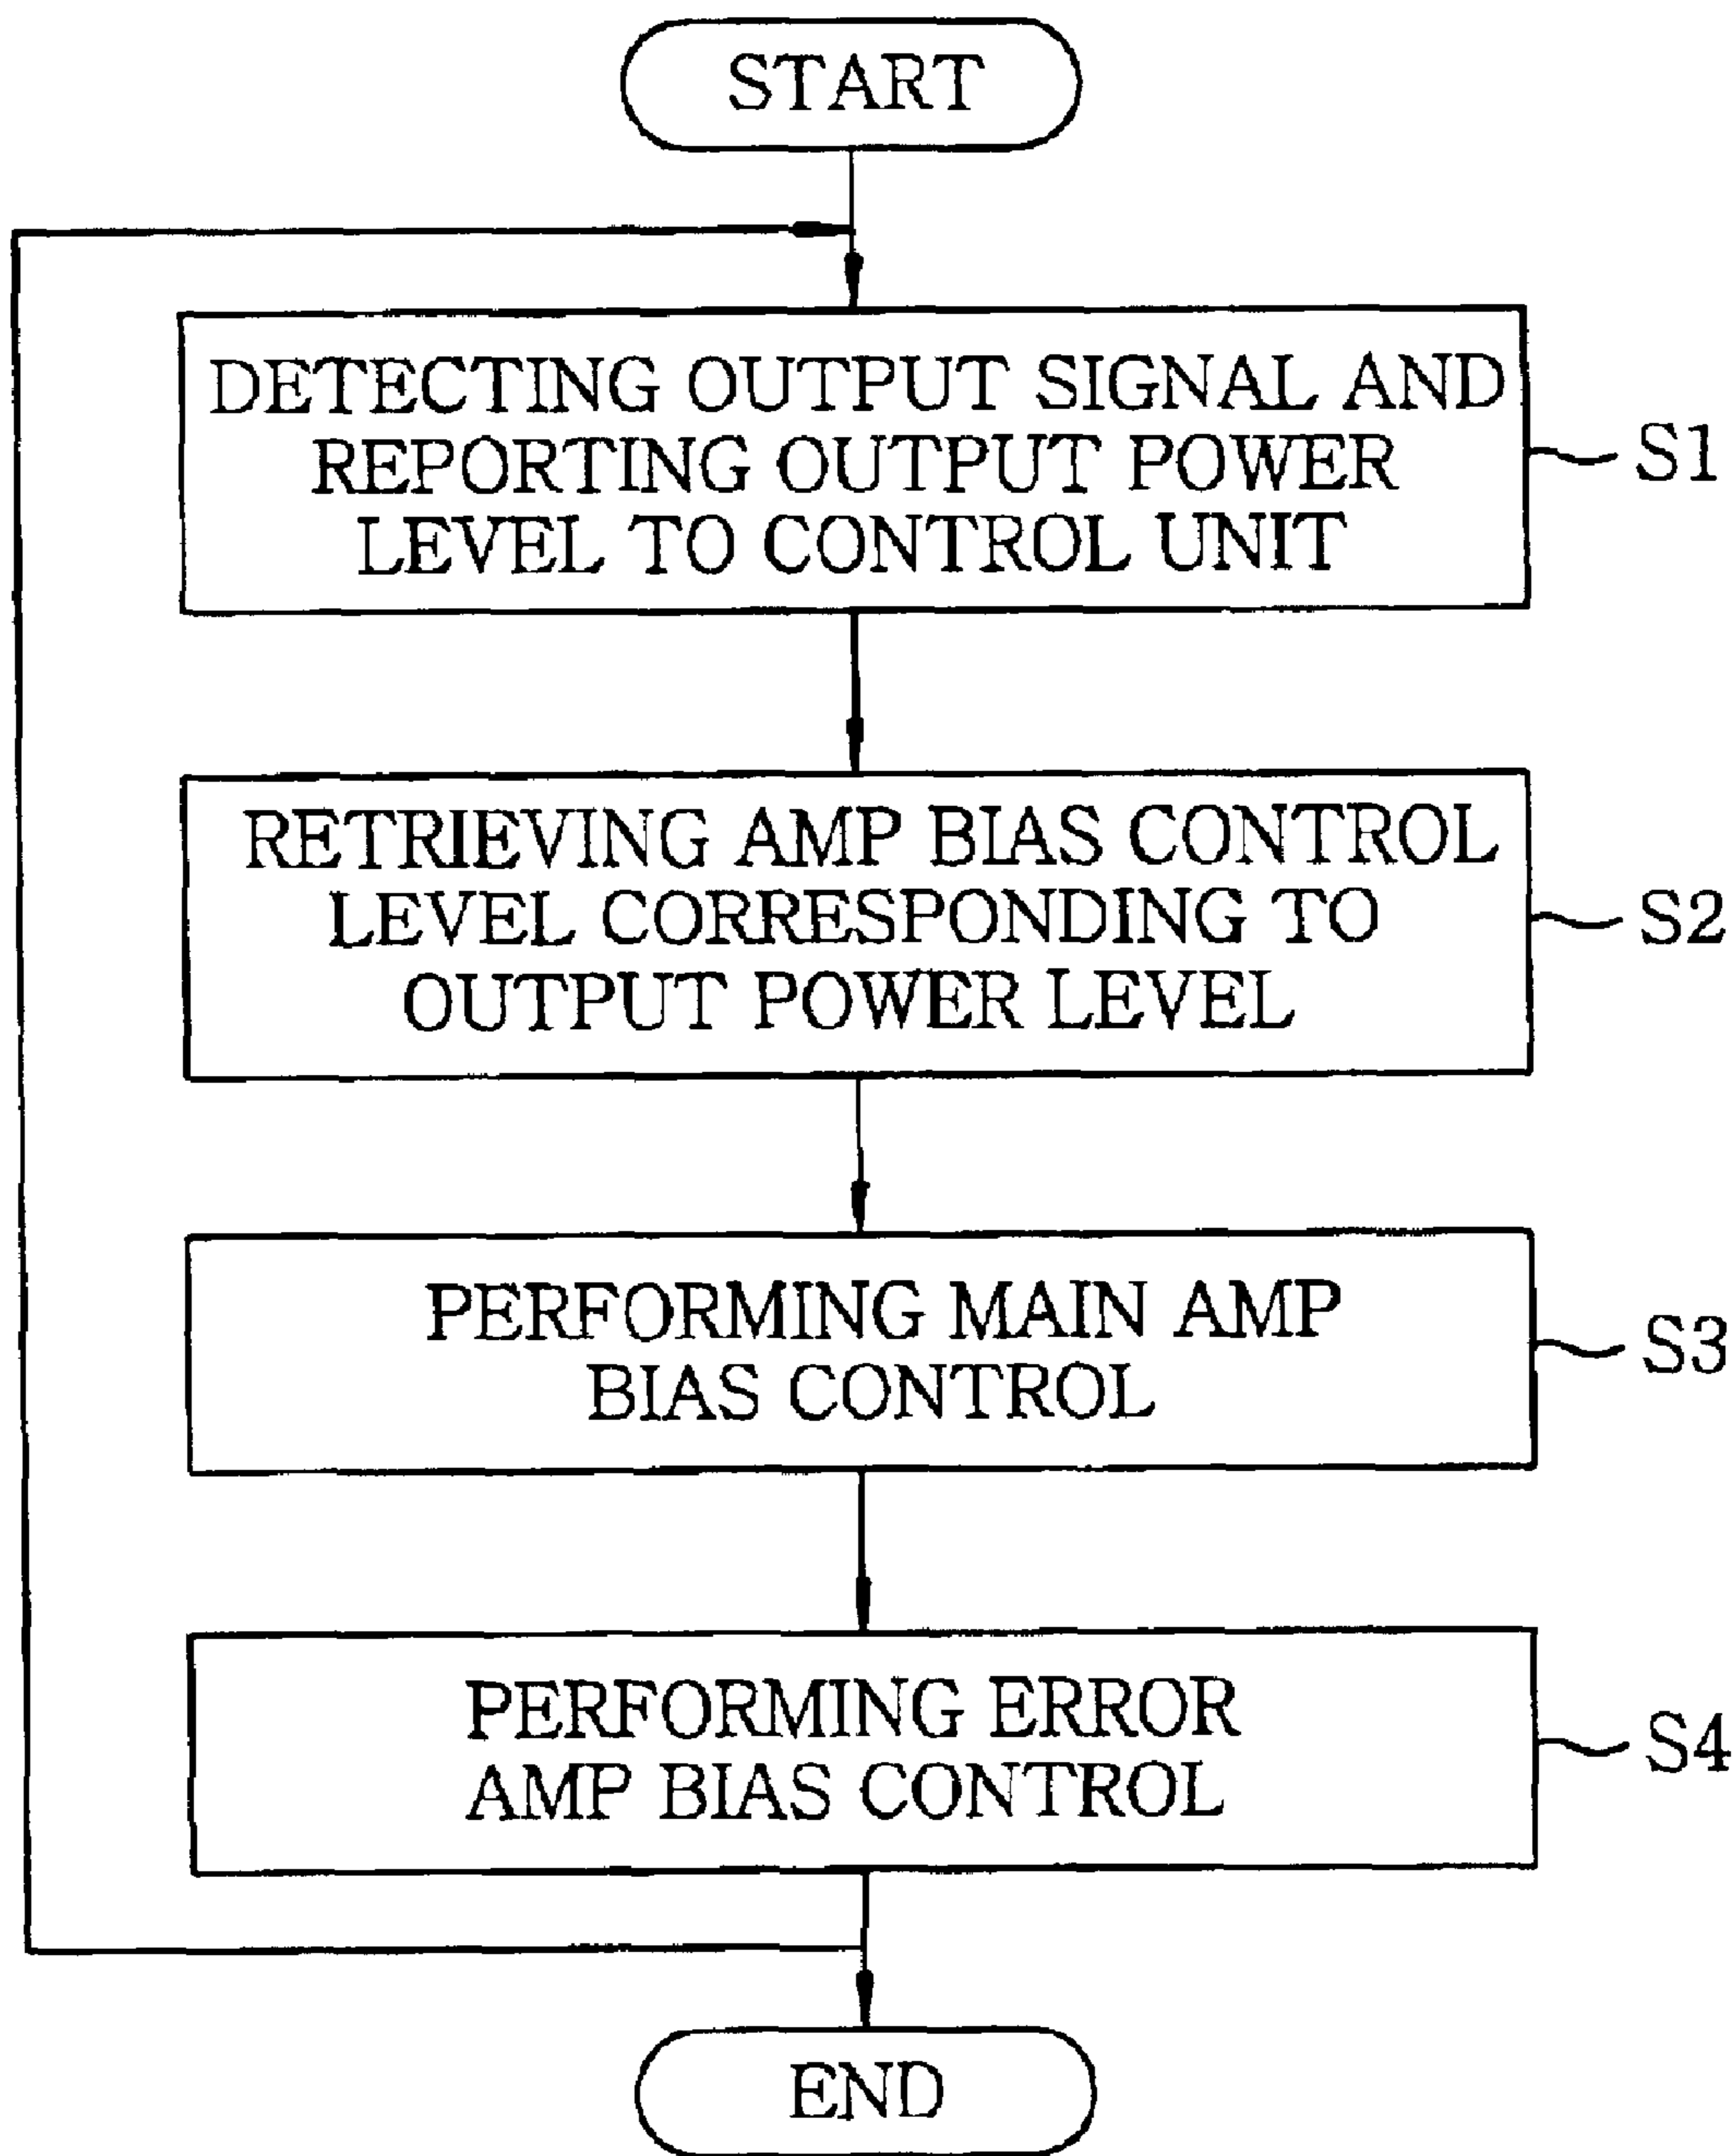 START
DETECTING OUTPUT SIGNAL AND
REPORTING OUTPUT POWER
LEVEL TO CONTROL UNIT
S1
RETRIEVING AMP BIAS CONTROL
LEVEL CORRESPONDING TO
OUTPUT POWER LEVEL
S2
PERFORMING MAIN AMP
BIAS CONTROL
S3
PERFORMING ERROR
AMP BIAS CONTROL
S4
END